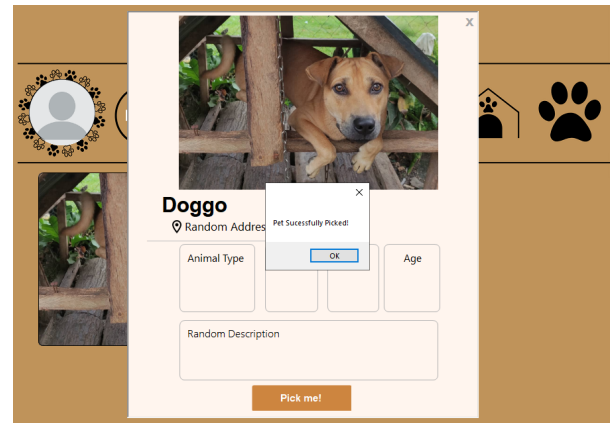 x
Doggo
Random Addres
Pet Sucessfully Picked!
OK
Animal Type
Age
Random Description
Pick me!